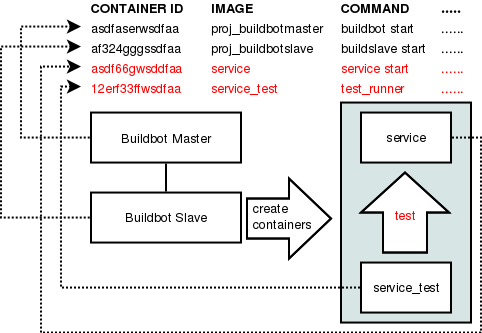 CONTAINER ID IMAGE COMMAND .....
asdfaserwsdfaa proj_buildbotmaster buildbot start ......
af324gggssdfaa proj_buildbotslave buildslave start ......
asdf66gwsddfaa service service start ......
12erf33ffwsdfaa service_test test_runner ......
Buildbot Master
service
Buildbot Slave
create
containers
test
service_test